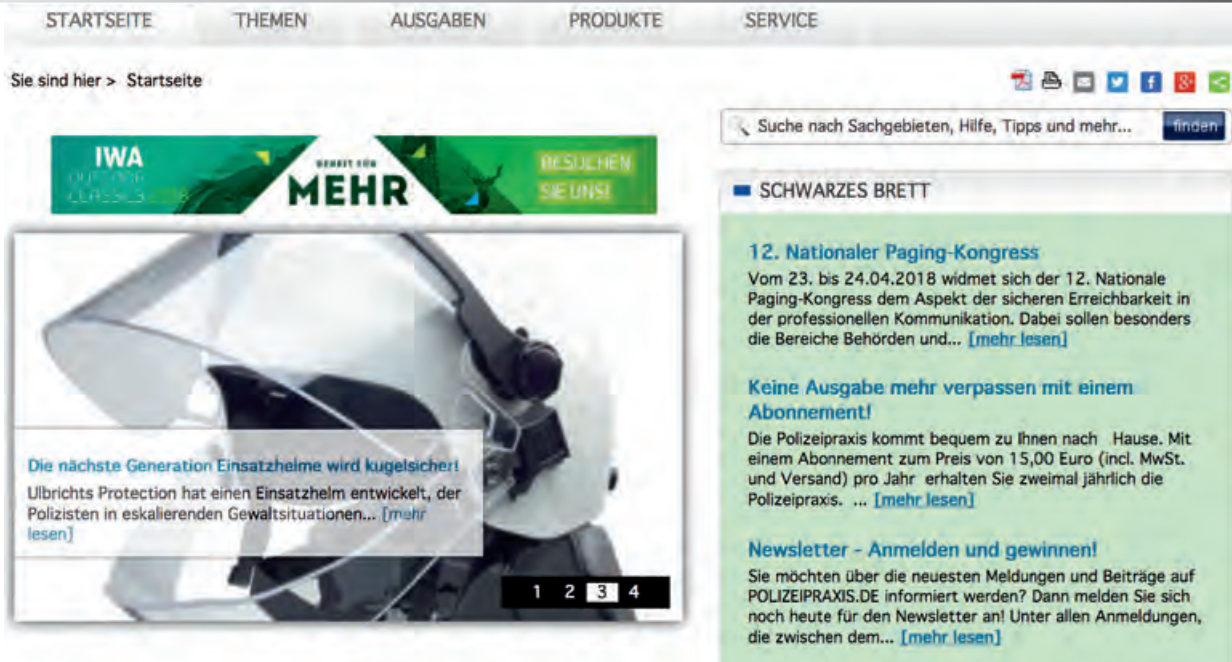 STARTSEITE THEMEN AUSGABEN PRODUKTE SERVICE
Sie sind hier > Startseite
Suche nach Sachgebieten, Hilfe, Tipps und mehr... finden
IWA
OUTDOOR
CLASSICS 2018
BEREIT FÜR
MEHR
BESUCHEN
SIE UNS!
Die nächste Generation Einsatzhelme wird kugelsicher!
Ulbrichts Protection hat einen Einsatzhelm entwickelt, der
Polizisten in eskalierenden Gewaltsituationen... [mehr
lesen]
1 2 3 4
SCHWARZES BRETT
12. Nationaler Paging-Kongress
Vom 23. bis 24.04.2018 widmet sich der 12. Nationale
Paging-Kongress dem Aspekt der sicheren Erreichbarkeit in
der professionellen Kommunikation. Dabei sollen besonders
die Bereiche Behörden und... [mehr lesen]
Keine Ausgabe mehr verpassen mit einem
Abonnement!
Die Polizeipraxis kommt bequem zu Ihnen nach Hause. Mit
einem Abonnement zum Preis von 15,00 Euro (incl. MwSt.
und Versand) pro Jahr erhalten Sie zweimal jährlich die
Polizeipraxis. ... [mehr lesen]
Newsletter - Anmelden und gewinnen!
Sie möchten über die neuesten Meldungen und Beiträge auf
POLIZEIPRAXIS.DE informiert werden? Dann melden Sie sich
noch heute für den Newsletter an! Unter allen Anmeldungen,
die zwischen dem... [mehr lesen]